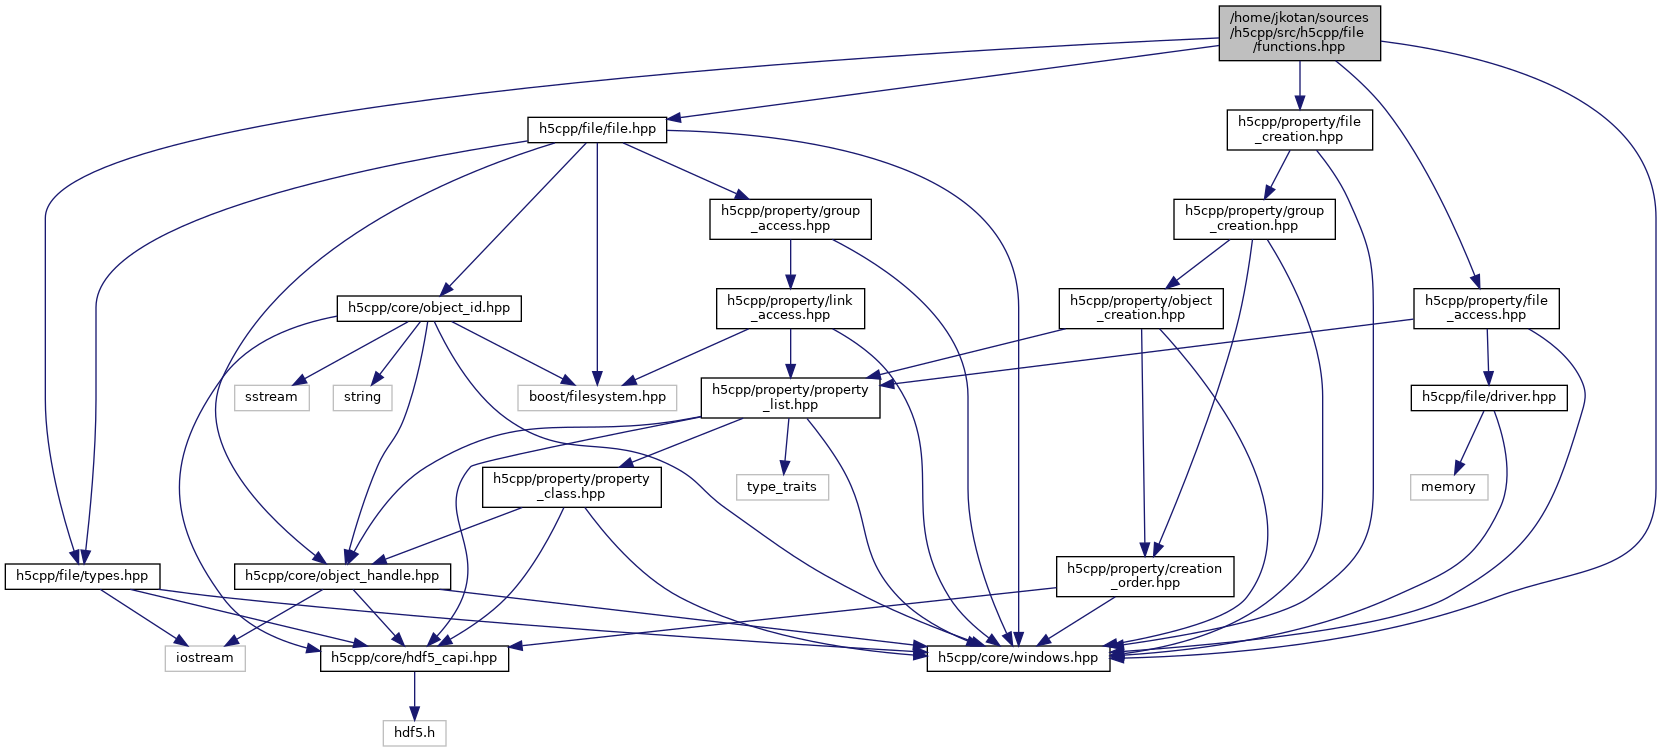 /home/jkotan/sources
/h5cpp/src/h5cpp/file
/functions.hpp
h5cpp/file/file.hpp
h5cpp/property/file
_creation.hpp
h5cpp/property/group
_access.hpp
h5cpp/property/group
_creation.hpp
h5cpp/core/object_id.hpp
h5cpp/property/link
_access.hpp
h5cpp/property/object
_creation.hpp
h5cpp/property/file
_access.hpp
sstream
string
boost/filesystem.hpp
h5cpp/property/property
_list.hpp
h5cpp/file/driver.hpp
h5cpp/property/property
_class.hpp
type_traits
memory
h5cpp/file/types.hpp
h5cpp/core/object_handle.hpp
h5cpp/property/creation
_order.hpp
iostream
h5cpp/core/hdf5_capi.hpp
h5cpp/core/windows.hpp
hdf5.h